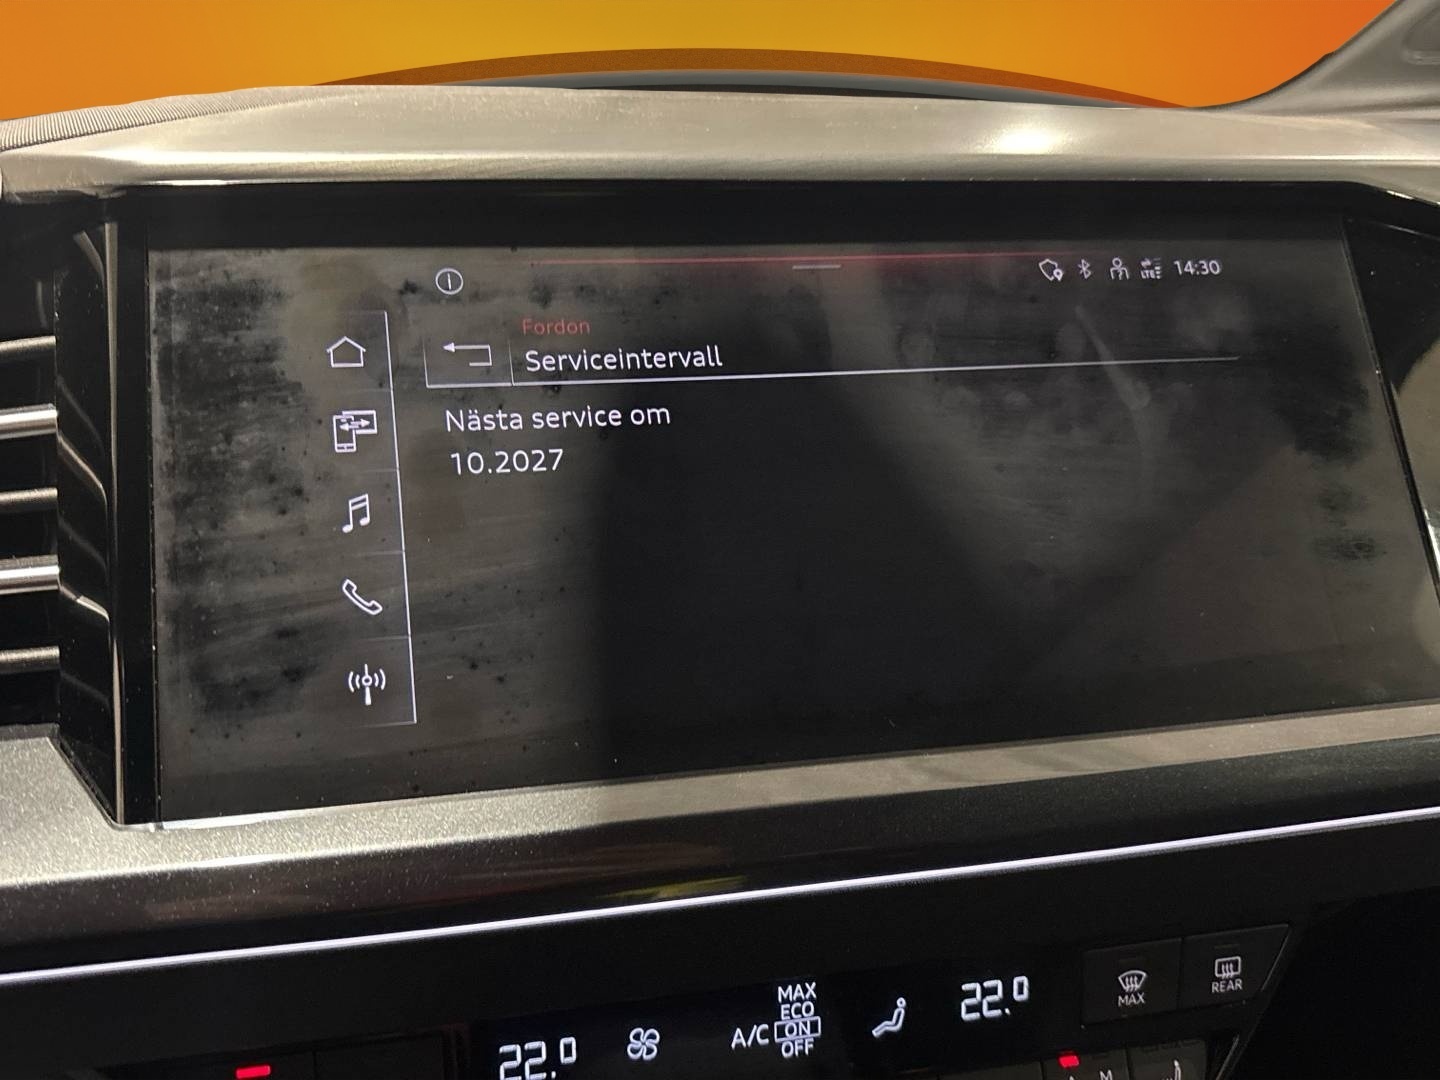 LTE
14:30
Fordon
Serviceintervall
Nästa service om
10.2027
MAX
ECO
A/C ON
OFF
22.0
22.0
MAX
REAR
M